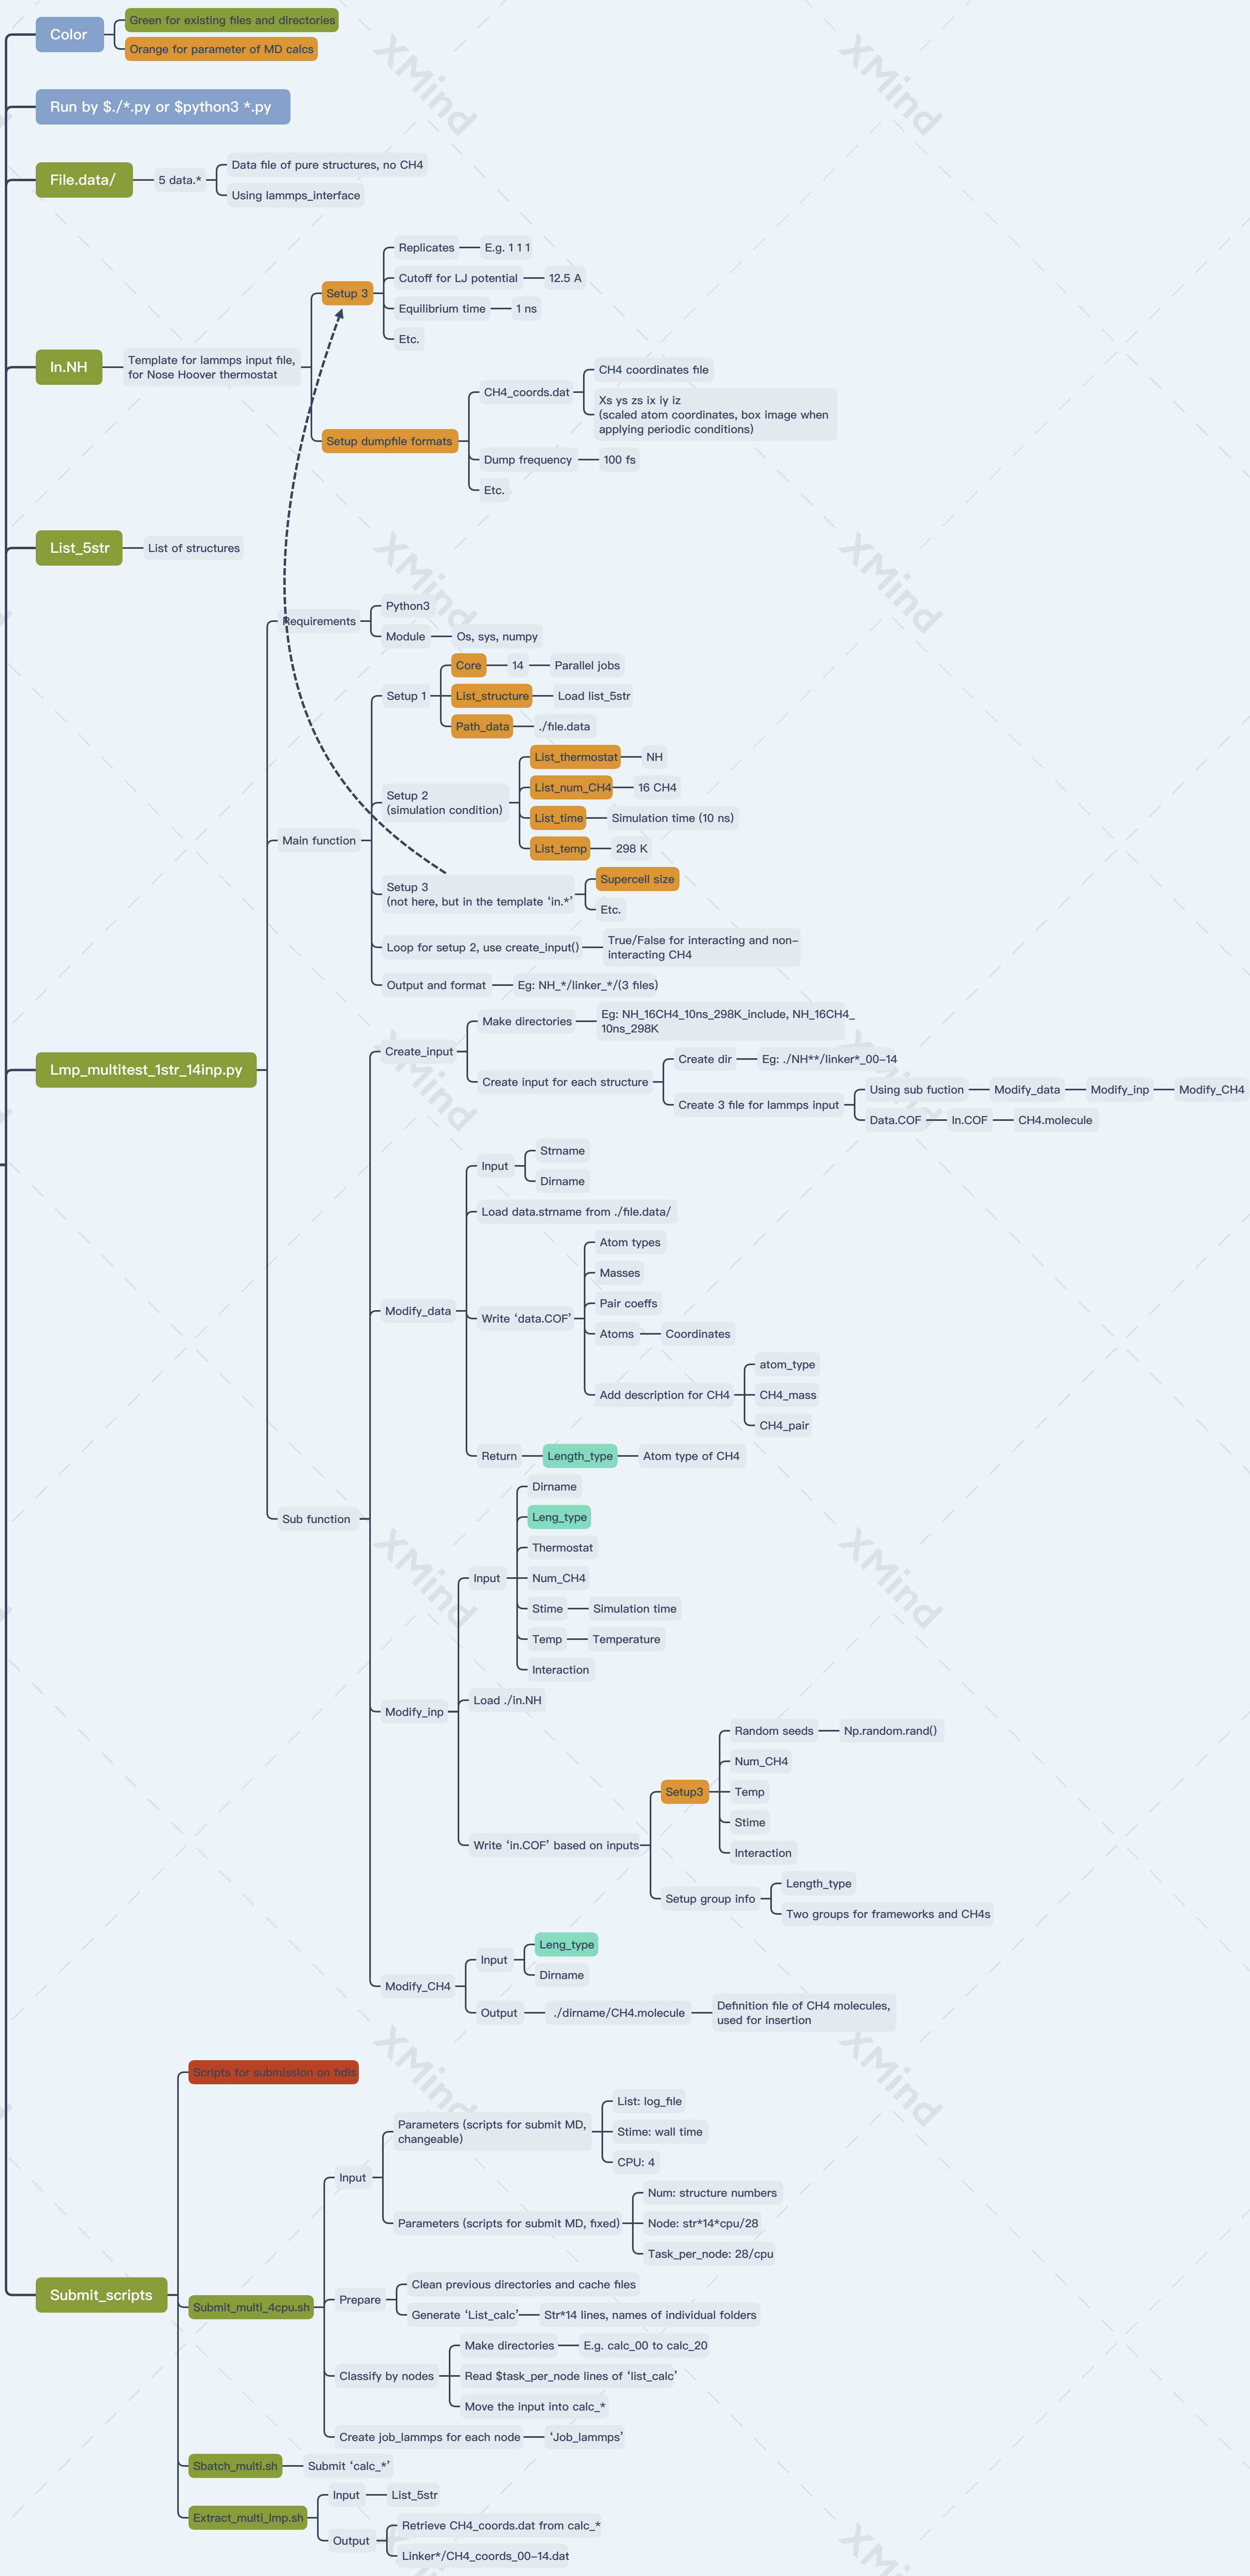 Color
Green for existing files and directories
Orange for parameter of MD calcs
Run by $./*.py or $python3 *.py
File.data/
5 data.*
Data file of pure structures, no CH4
Using lammps_interface
In.NH
Template for lammps input file,
for Nose Hoover thermostat
Setup 3
Replicates
E.g. 1 1 1
Cutoff for LJ potential
12.5 A
Equilibrium time
1 ns
Etc.
Setup dumpfile formats
CH4_coords.dat
CH4 coordinates file
Xs ys zs ix iy iz
(scaled atom coordinates, box image when
applying periodic conditions)
Dump frequency
100 fs
Etc.
List_5str
List of structures
Lmp_multitest_1str_14inp.py
Main function
Requirements
Python3
Module
Os, sys, numpy
Setup 1
Core
14
Parallel jobs
List_structure
Load list_5str
Path_data
./file.data
Setup 2
(simulation condition)
List_thermostat
NH
List_num_CH4
16 CH4
List_time
Simulation time (10 ns)
List_temp
298 K
Setup 3
(not here, but in the template ‘in.*’
Supercell size
Etc.
Loop for setup 2, use create_input()
True/False for interacting and non-
interacting CH4
Output and format
Eg: NH_*/linker_*/(3 files)
Sub function
Create_input
Make directories
Eg: NH_16CH4_10ns_298K_include, NH_16CH4_
10ns_298K
Create input for each structure
Create dir
Eg: ./NH**/linker*_00-14
Create 3 file for lammps input
Using sub fuction
Modify_data
Modify_inp
Modify_CH4
Data.COF
In.COF
CH4.molecule
Modify_data
Input
Strname
Dirname
Load data.strname from ./file.data/
Write ‘data.COF’
Atom types
Masses
Pair coeffs
Atoms
Coordinates
Add description for CH4
atom_type
CH4_mass
CH4_pair
Return
Length_type
Atom type of CH4
Modify_inp
Input
Dirname
Leng_type
Thermostat
Num_CH4
Stime
Simulation time
Temp
Temperature
Interaction
Load ./in.NH
Write ‘in.COF’ based on inputs
Setup3
Random seeds
Np.random.rand()
Num_CH4
Temp
Stime
Interaction
Setup group info
Length_type
Two groups for frameworks and CH4s
Modify_CH4
Input
Leng_type
Dirname
Output
./dirname/CH4.molecule
Definition file of CH4 molecules,
used for insertion
Submit_scripts
Scripts for submission on fidis
Submit_multi_4cpu.sh
Input
Parameters (scripts for submit MD,
changeable)
List: log_file
Stime: wall time
CPU: 4
Parameters (scripts for submit MD, fixed)
Num: structure numbers
Node: str*14*cpu/28
Task_per_node: 28/cpu
Prepare
Clean previous directories and cache files
Generate ‘List_calc’
Str*14 lines, names of individual folders
Classify by nodes
Make directories
E.g. calc_00 to calc_20
Read $task_per_node lines of ‘list_calc’
Move the input into calc_*
Create job_lammps for each node
‘Job_lammps’
Sbatch_multi.sh
Submit ‘calc_*’
Extract_multi_lmp.sh
Input
List_5str
Output
Retrieve CH4_coords.dat from calc_*
Linker*/CH4_coords_00-14.dat
XMind
XMind
XMind
XMind
XMind
XMind
XMind
XMind
XMind
XMind
XMind